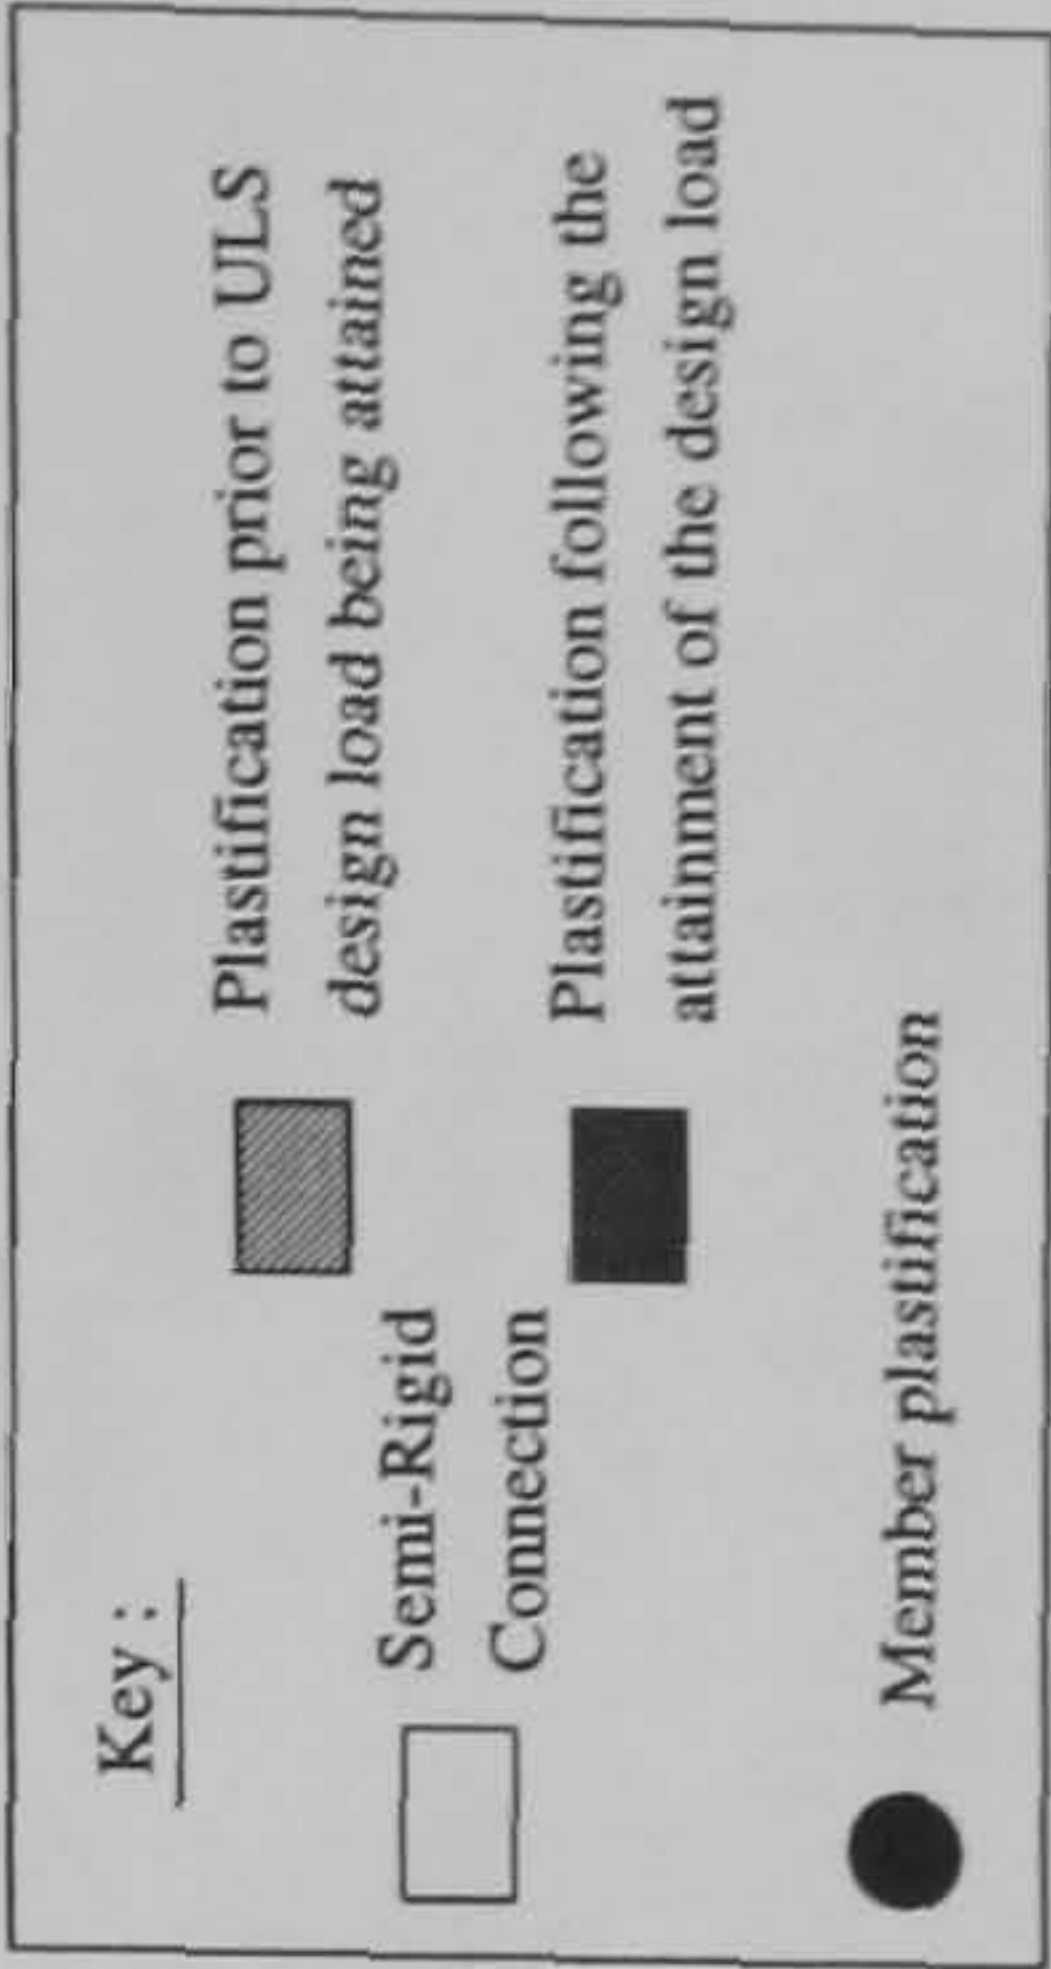 Key :
Semi-Rigid
Connection
Plastification prior to ULS
design load being attained
Plastification following the
attainment of the design load
Member plastification